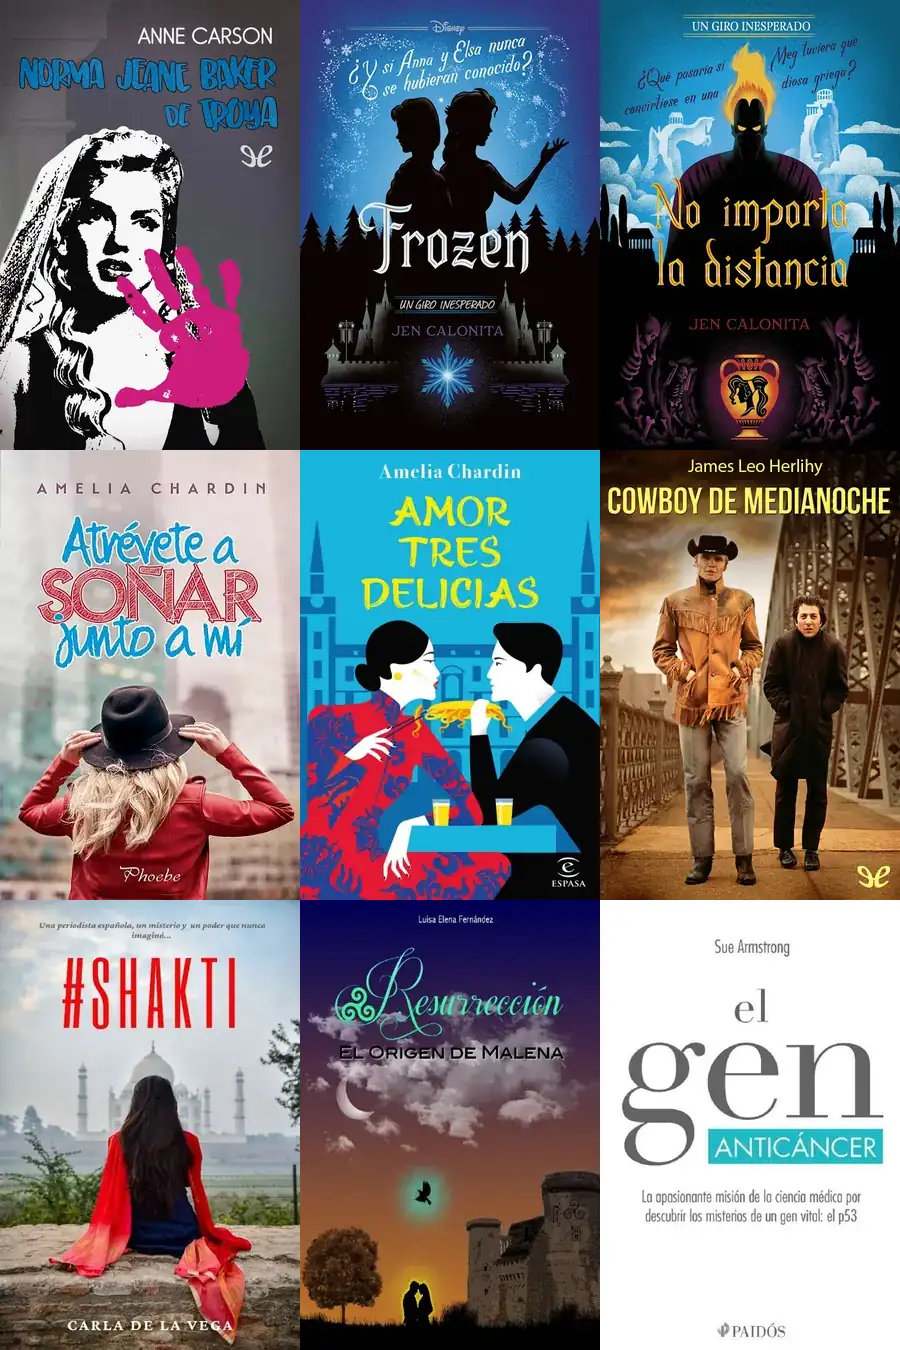 ANNE CARSON
NORMA JEANE BAKER
DE TROYA
Disney
¿Y si Anna y Elsa nunca
se hubieran conocido?
Frozen
UN GIRO INESPERADO
JEN CALONITA
UN GIRO INESPERADO
¿Qué pasaría si Meg tuviera que
convirtiese en una diosa griega?
No importa
la distancia
JEN CALONITA
AMELIA CHARDIN
Atrévete a
SOÑAR
junto a mí
Phoebe
Amelia Chardin
AMOR
TRES
DELICIAS
e
ESPASA
James Leo Herlihy
COWBOY DE MEDIANOCHE
Una periodista española, un misterio y un poder que nunca
imaginó...
#SHAKTI
CARLA DE LA VEGA
Luisa Elena Fernández
Resurrección
EL ORIGEN DE MALENA
Sue Armstrong
el
gen
ANTICÁNCER
La apasionante misión de la ciencia médica por
descubrir los misterios de un gen vital: el p53
PAIDÓS